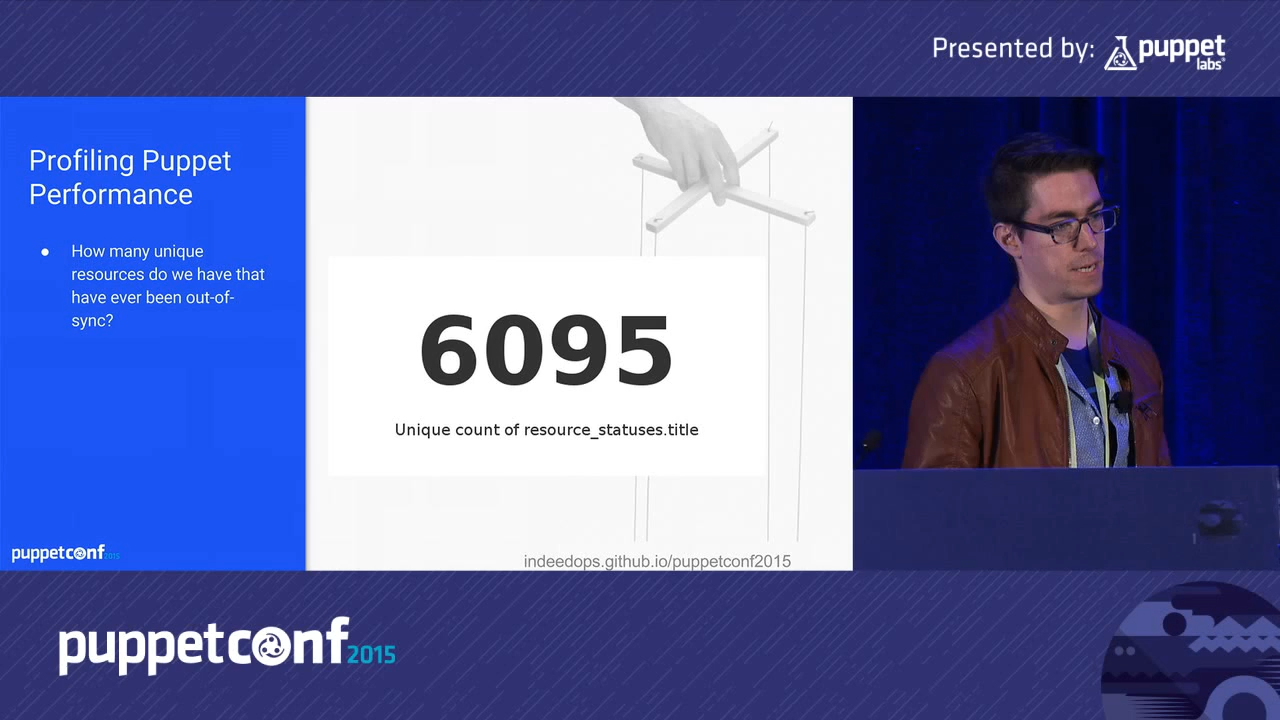 Presented by: puppet labs
Profiling Puppet
Performance
● How many unique
resources do we have that
have ever been out-of-
sync?
6095
Unique count of resource_statuses.title
puppetconf2015
indeedops.github.io/puppetconf2015
puppetconf2015